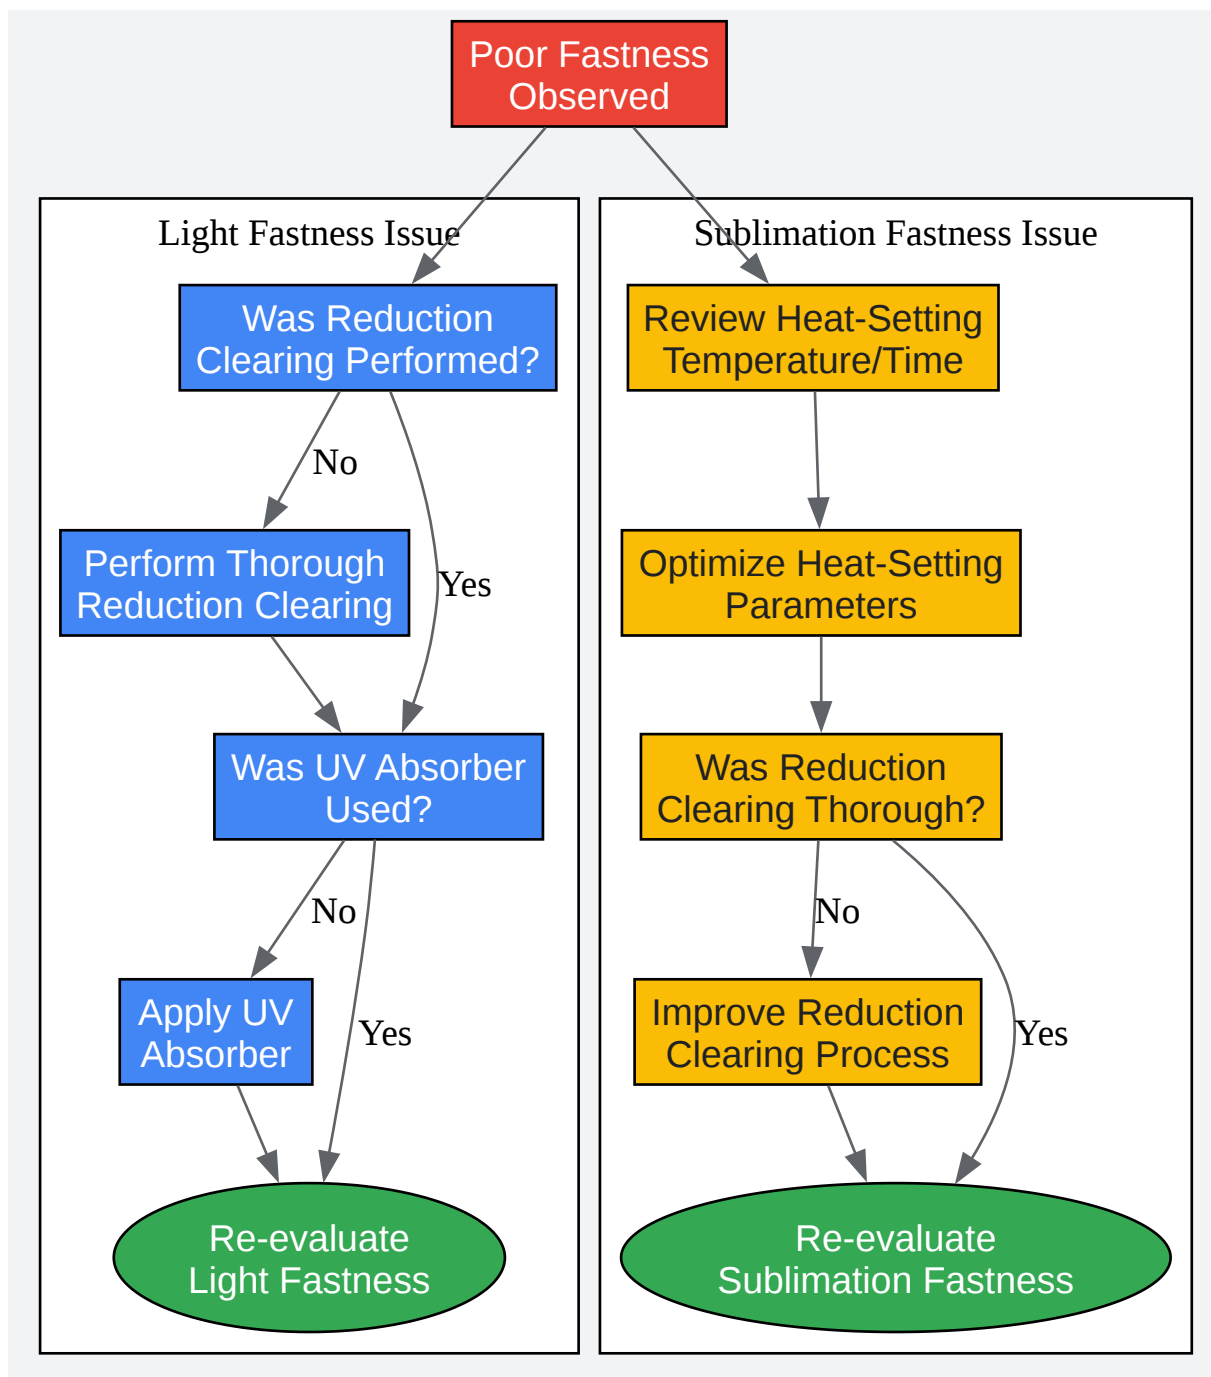 Poor Fastness
Observed
Light Fastness Issue
Was Reduction
Clearing Performed?
No
Perform Thorough
Reduction Clearing
Yes
Was UV Absorber
Used?
No
Apply UV
Absorber
Yes
Re-evaluate
Light Fastness
Sublimation Fastness Issue
Review Heat-Setting
Temperature/Time
Optimize Heat-Setting
Parameters
Was Reduction
Clearing Thorough?
No
Improve Reduction
Clearing Process
Yes
Re-evaluate
Sublimation Fastness